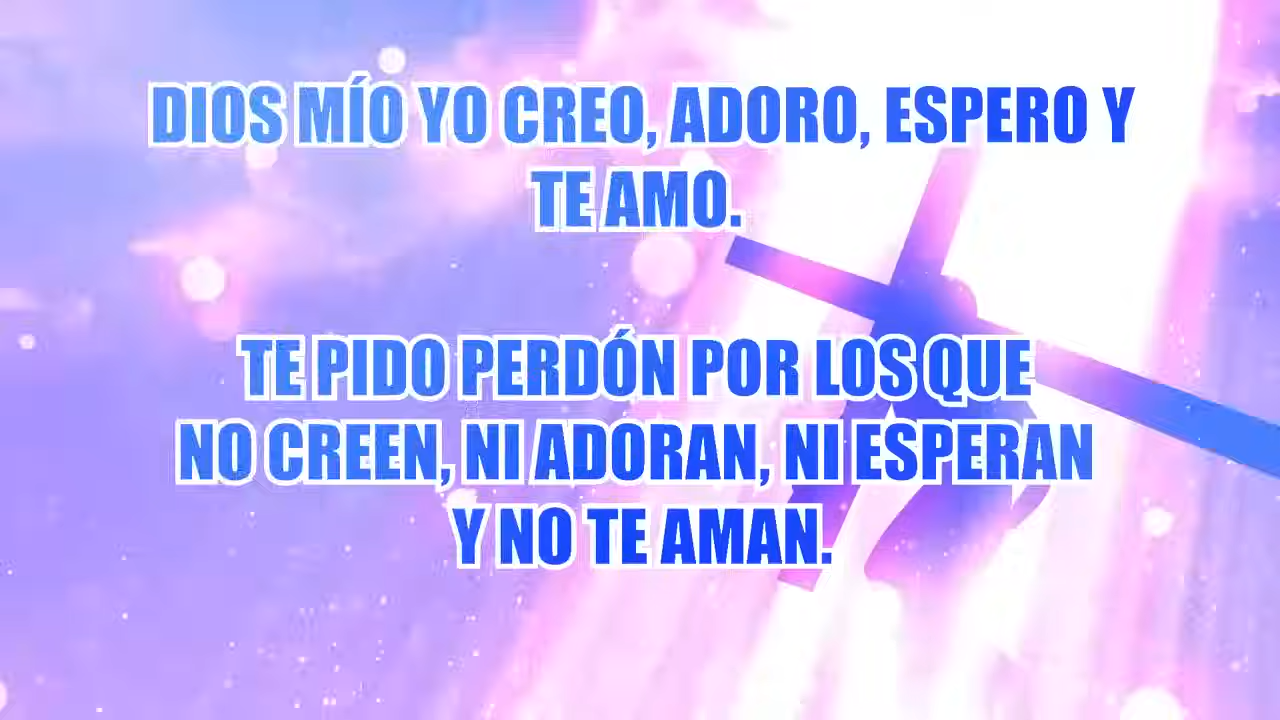 DIOS MÍO YO CREO, ADORO, ESPERO Y
TE AMO.
TE PIDO PERDÓN POR LOS QUE
NO CREEN, NI ADORAN, NI ESPERAN
Y NO TE AMAN.